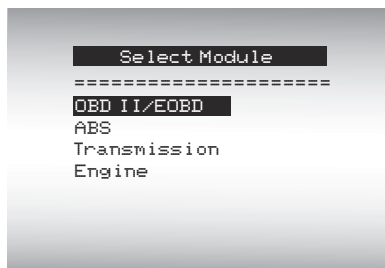 Select Module
======================
OBD II/EOBD
ABS
Transmission
Engine